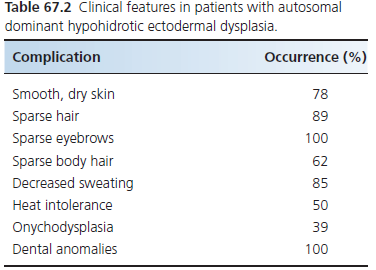 Table 67.2 Clinical features in patients with autosomal
dominant hypohidrotic ectodermal dysplasia.
Complication Occurrence (%)
Smooth, dry skin 78
Sparse hair 89
Sparse eyebrows 100
Sparse body hair 62
Decreased sweating 85
Heat intolerance 50
Onychodysplasia 39
Dental anomalies 100